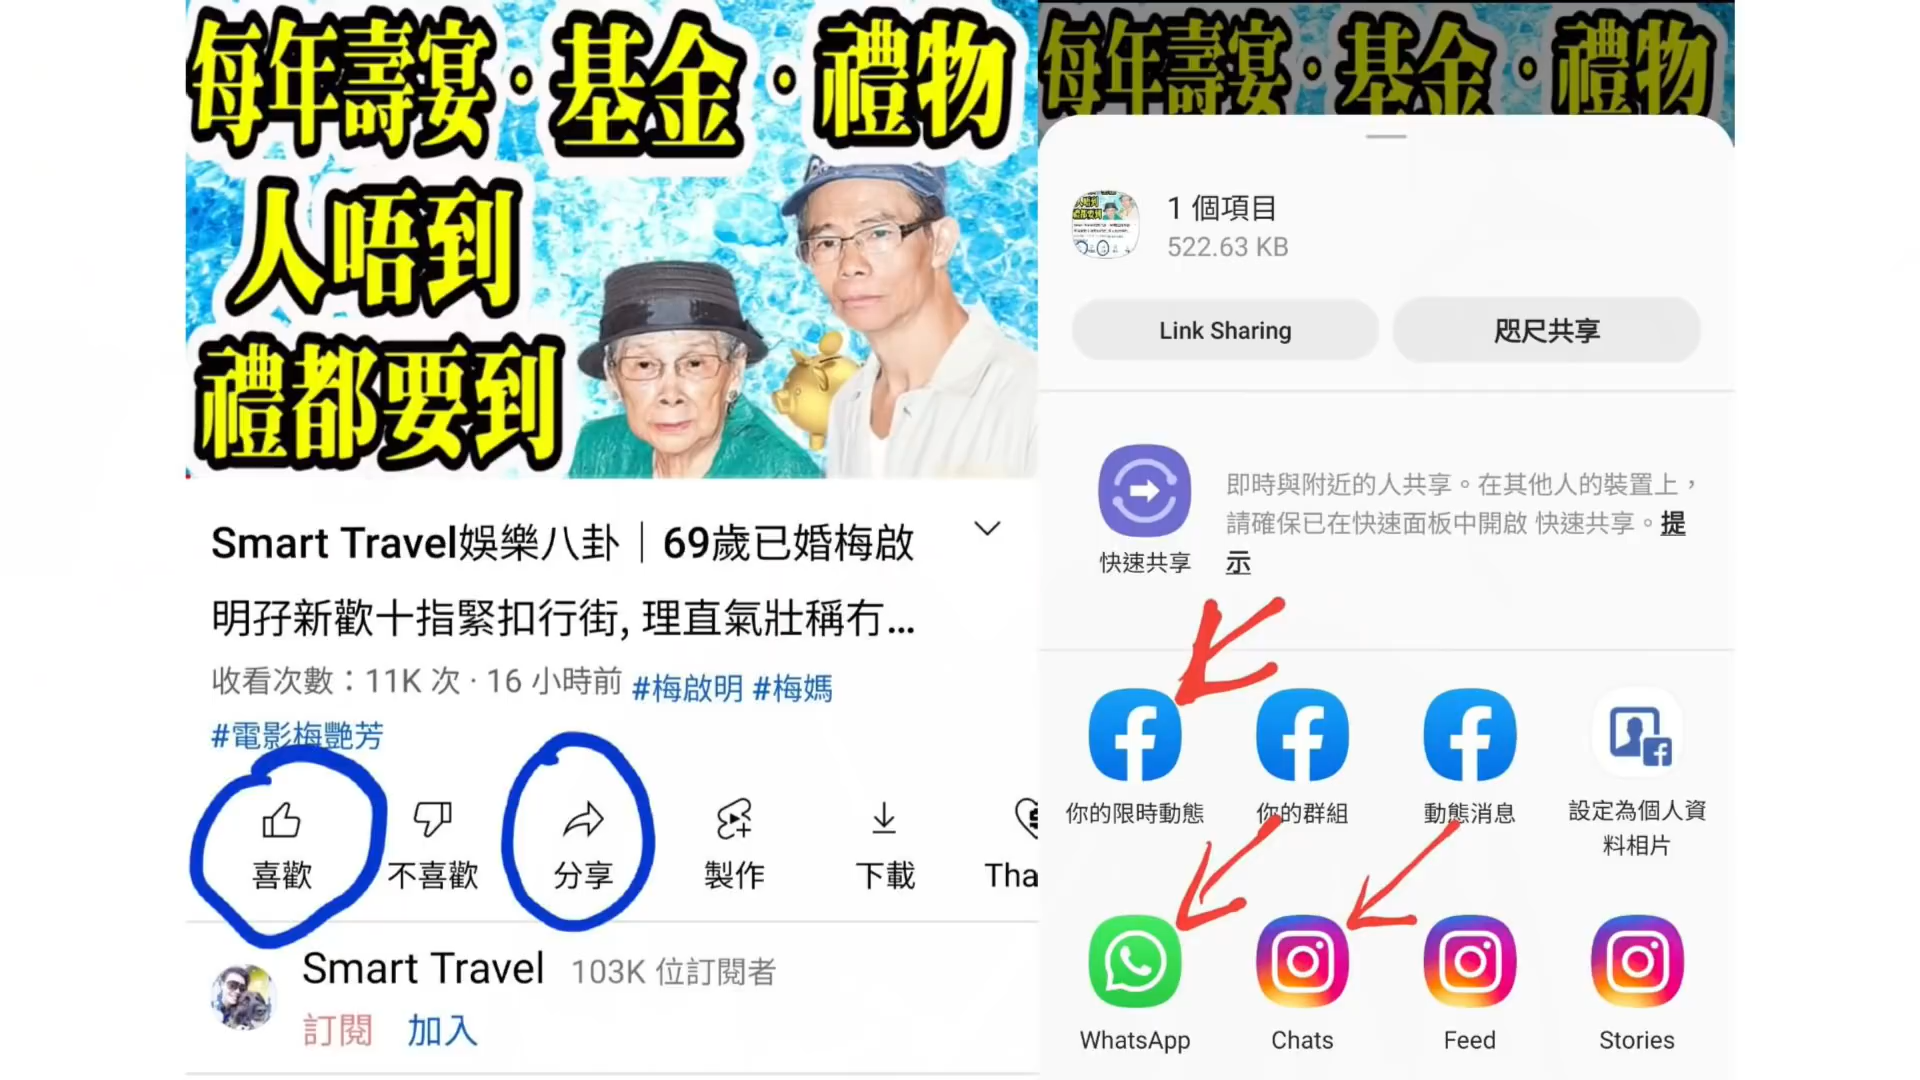 每年壽宴·基金·禮物
人唔到
禮都要到
Smart Travel娛樂八卦｜69歲已婚梅啟
明孖新歡十指緊扣行街, 理直氣壯稱冇...
收看次數：11K 次 · 16 小時前 #梅啟明 #梅媽
#電影梅艷芳
喜歡
不喜歡
分享
製作
下載
Tha
Smart Travel 103K 位訂閱者
訂閱 加入
每年壽宴·基金·禮物
1 個項目
522.63 KB
Link Sharing
咫尺共享
快速共享
即時與附近的人共享。在其他人的裝置上，
請確保已在快速面板中開啟 快速共享。提
示
你的限時動態
你的群組
動態消息
設定為個人資
料相片
WhatsApp
Chats
Feed
Stories